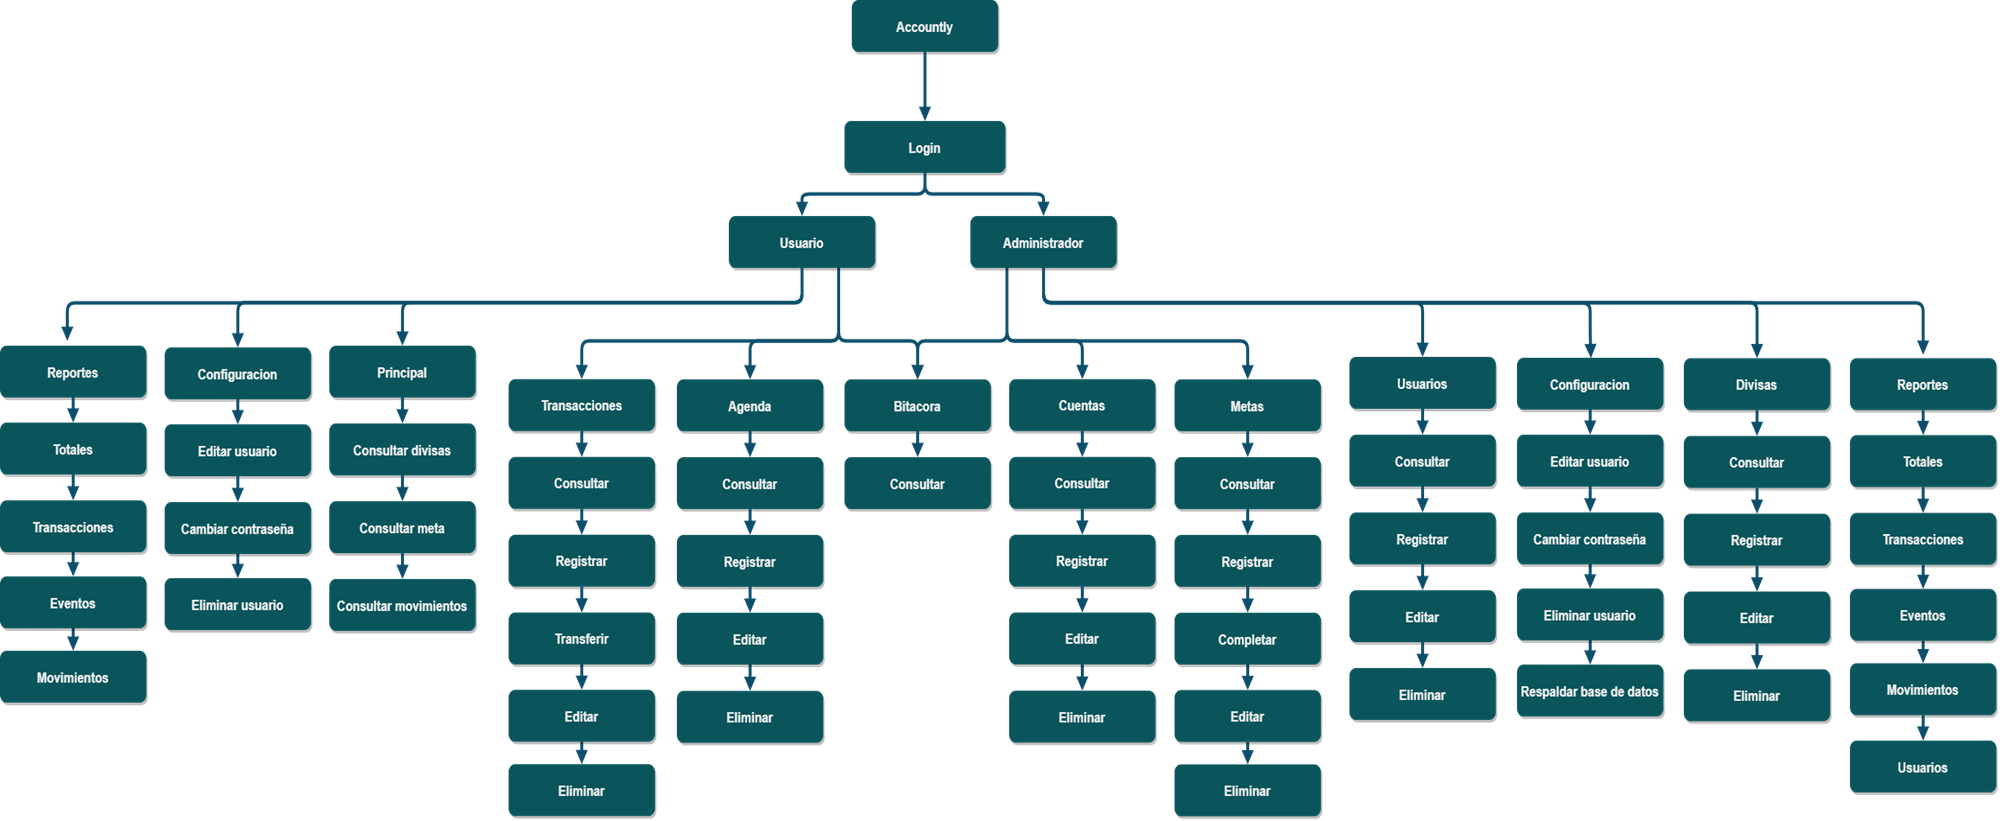 Accountly
Login
Usuario
Administrador
Reportes
Totales
Transacciones
Eventos
Movimientos
Configuracion
Editar usuario
Cambiar contraseña
Eliminar usuario
Principal
Consultar divisas
Consultar meta
Consultar movimientos
Transacciones
Consultar
Registrar
Transferir
Editar
Eliminar
Agenda
Consultar
Registrar
Editar
Eliminar
Bitacora
Consultar
Cuentas
Consultar
Registrar
Editar
Eliminar
Metas
Consultar
Registrar
Completar
Editar
Eliminar
Usuarios
Consultar
Registrar
Editar
Eliminar
Configuracion
Editar usuario
Cambiar contraseña
Eliminar usuario
Respaldar base de datos
Divisas
Consultar
Registrar
Editar
Eliminar
Reportes
Totales
Transacciones
Eventos
Movimientos
Usuarios